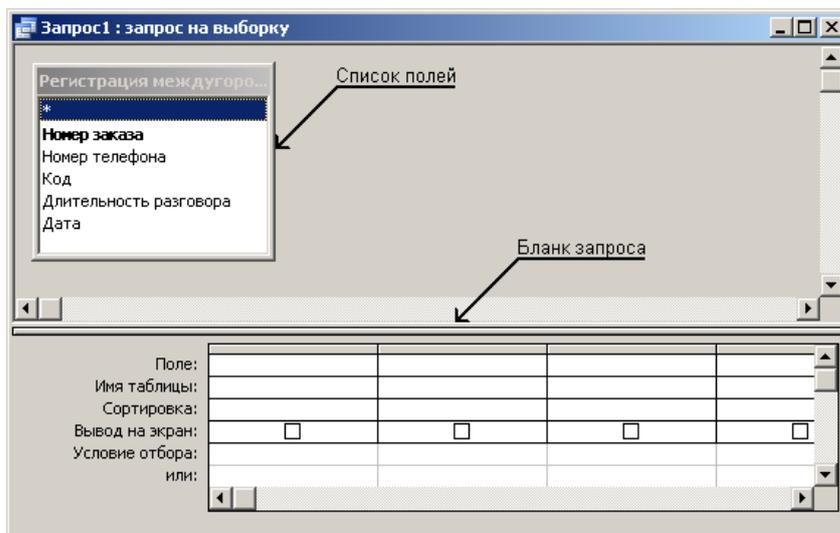 Запрос1 : запрос на выборку
Регистрация междугоро...
Список полей
*
Номер заказа
Номер телефона
Код
Длительность разговора
Дата
Бланк запроса
Поле:
Имя таблицы:
Сортировка:
Вывод на экран:
Условие отбора:
или: